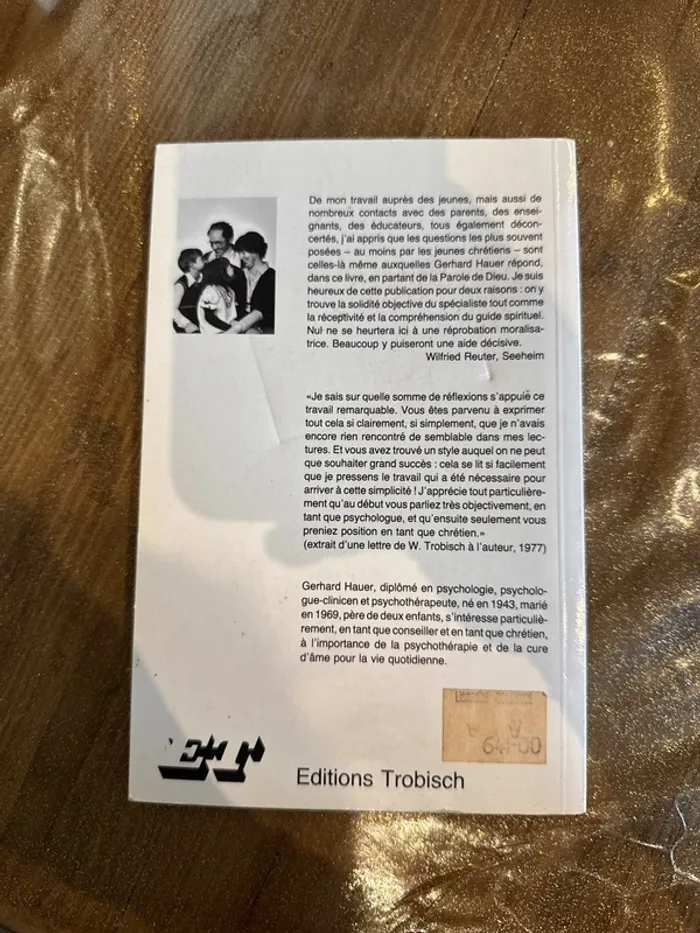 De mon travail auprès des jeunes, mais aussi de
nombreux contacts avec des parents, des ensei-
gnants, des éducateurs, tous également décon-
certés, j'ai appris que les questions les plus souvent
posées – au moins par les jeunes chrétiens – sont
celles-là même auxquelles Gerhard Hauer répond,
dans ce livre, en partant de la Parole de Dieu. Je suis
heureux de cette publication pour deux raisons : on y
trouve la solidité objective du spécialiste tout comme
la réceptivité et la compréhension du guide spirituel.
Nul ne se heurtera ici à une réprobation moralisa-
trice. Beaucoup y puiseront une aide décisive.
Wilfried Reuter, Seeheim
«Je sais sur quelle somme de réflexions s'appuie ce
travail remarquable. Vous êtes parvenu à exprimer
tout cela si clairement, si simplement, que je n'avais
encore rien rencontré de semblable dans mes lec-
tures. Et vous avez trouvé un style auquel on ne peut
que souhaiter grand succès : cela se lit si facilement
que je pressens le travail qui a été nécessaire pour
arriver à cette simplicité ! J'apprécie tout particulière-
ment qu'au début vous parliez très objectivement, en
tant que psychologue, et qu'ensuite seulement vous
preniez position en tant que chrétien.»
(extrait d'une lettre de W. Trobisch à l'auteur, 1977)
Gerhard Hauer, diplômé en psychologie, psycholo-
gue-clinicen et psychothérapeute, né en 1943, marié
en 1969, père de deux enfants, s'intéresse particuliè-
rement, en tant que conseiller et en tant que chrétien,
à l'importance de la psychothérapie et de la cure
d'âme pour la vie quotidienne.
64-00
ET
Editions Trobisch